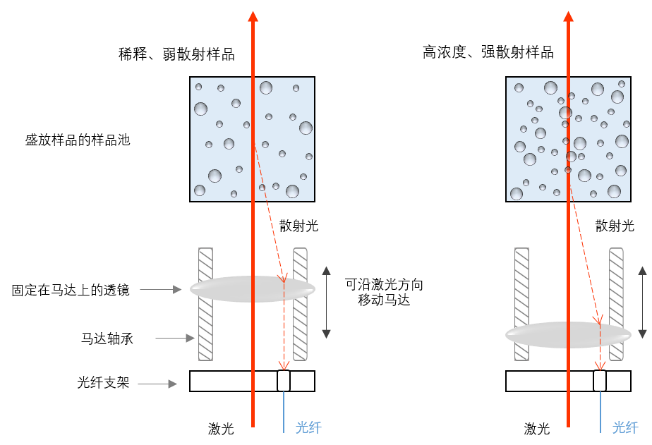 稀释、弱散射样品
高浓度、强散射样品
盛放样品的样品池
散射光
散射光
固定在马达上的透镜
可沿激光方向
移动马达
马达轴承
光纤支架
激光
光纤
激光
光纤